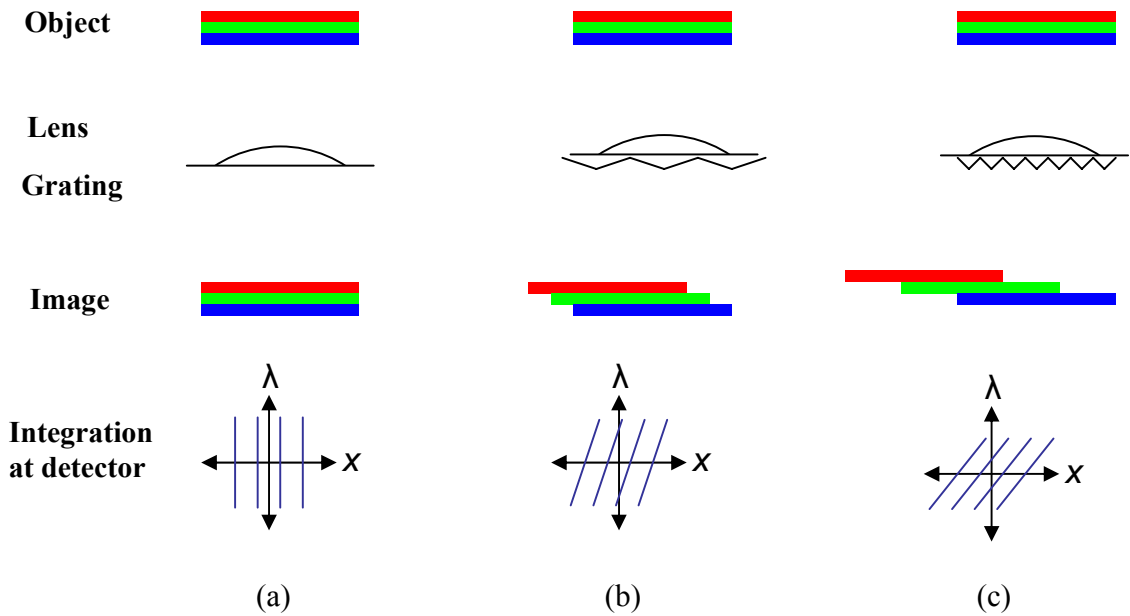 Object
Lens
Grating
Image
λ
λ
λ
Integration
at detector
x
x
x
(a)
(b)
(c)